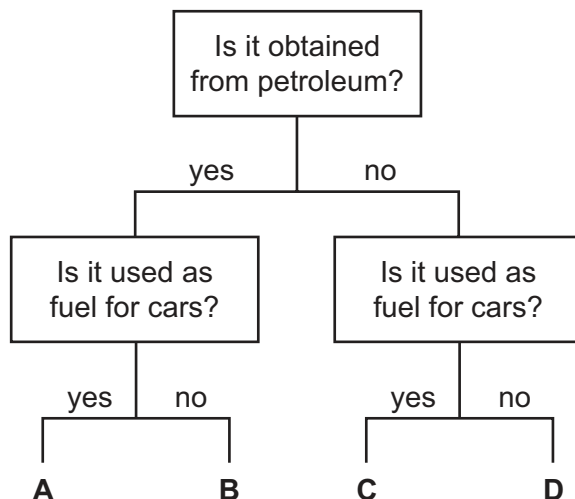 Is it obtained
from petroleum?
yes no
Is it used as
fuel for cars?
Is it used as
fuel for cars?
yes no
yes no
A B C D